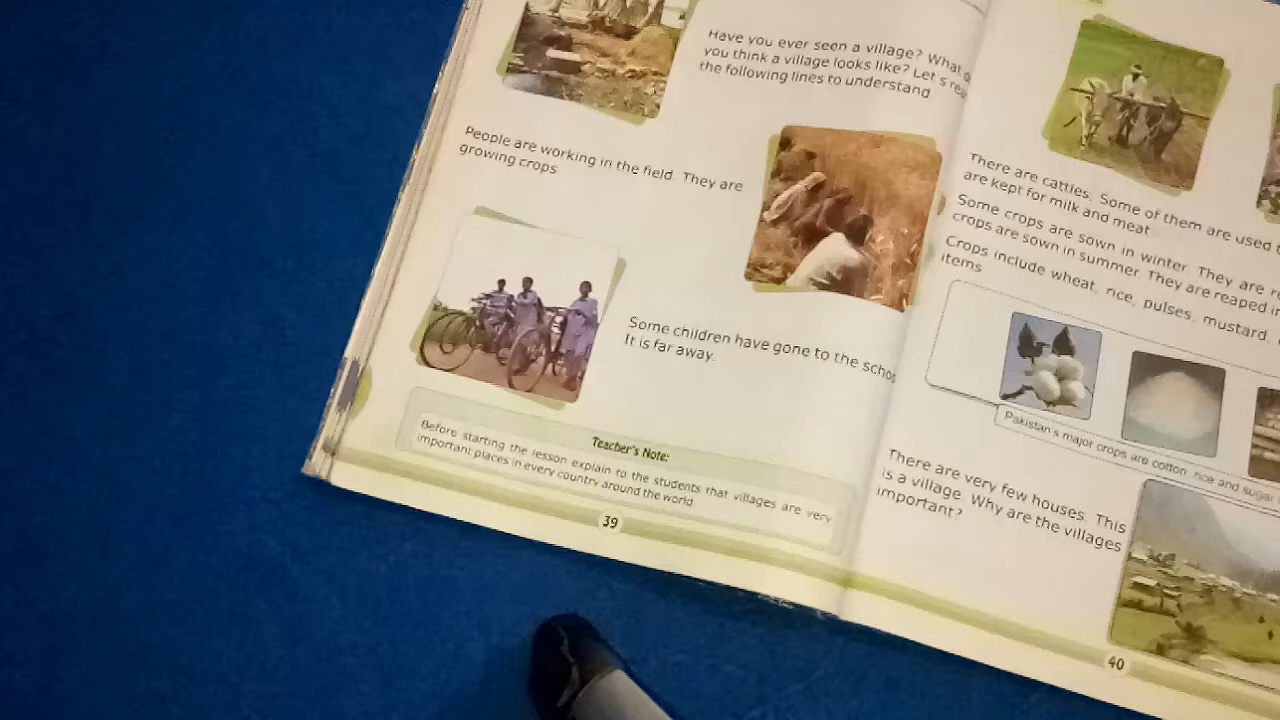 Have you ever seen a village? What
you think a village looks like? Let's
the following lines to understand
People are working in the field. They are
growing crops
Some children have gone to the
It is far away.
Teacher's Note:
Before starting the lesson explain to the students that villages are very
important places in every country around the world
39
There are cattles. Some of them are used
are kept for milk and meat
Some crops are sown in winter. They are
crops are sown in summer. They are reaped
Crops include wheat, rice, pulses, mustard.
items
Pakistan's major crops are cotton, rice and sugar
There are very few houses. This
is a village. Why are the villages
important?
40